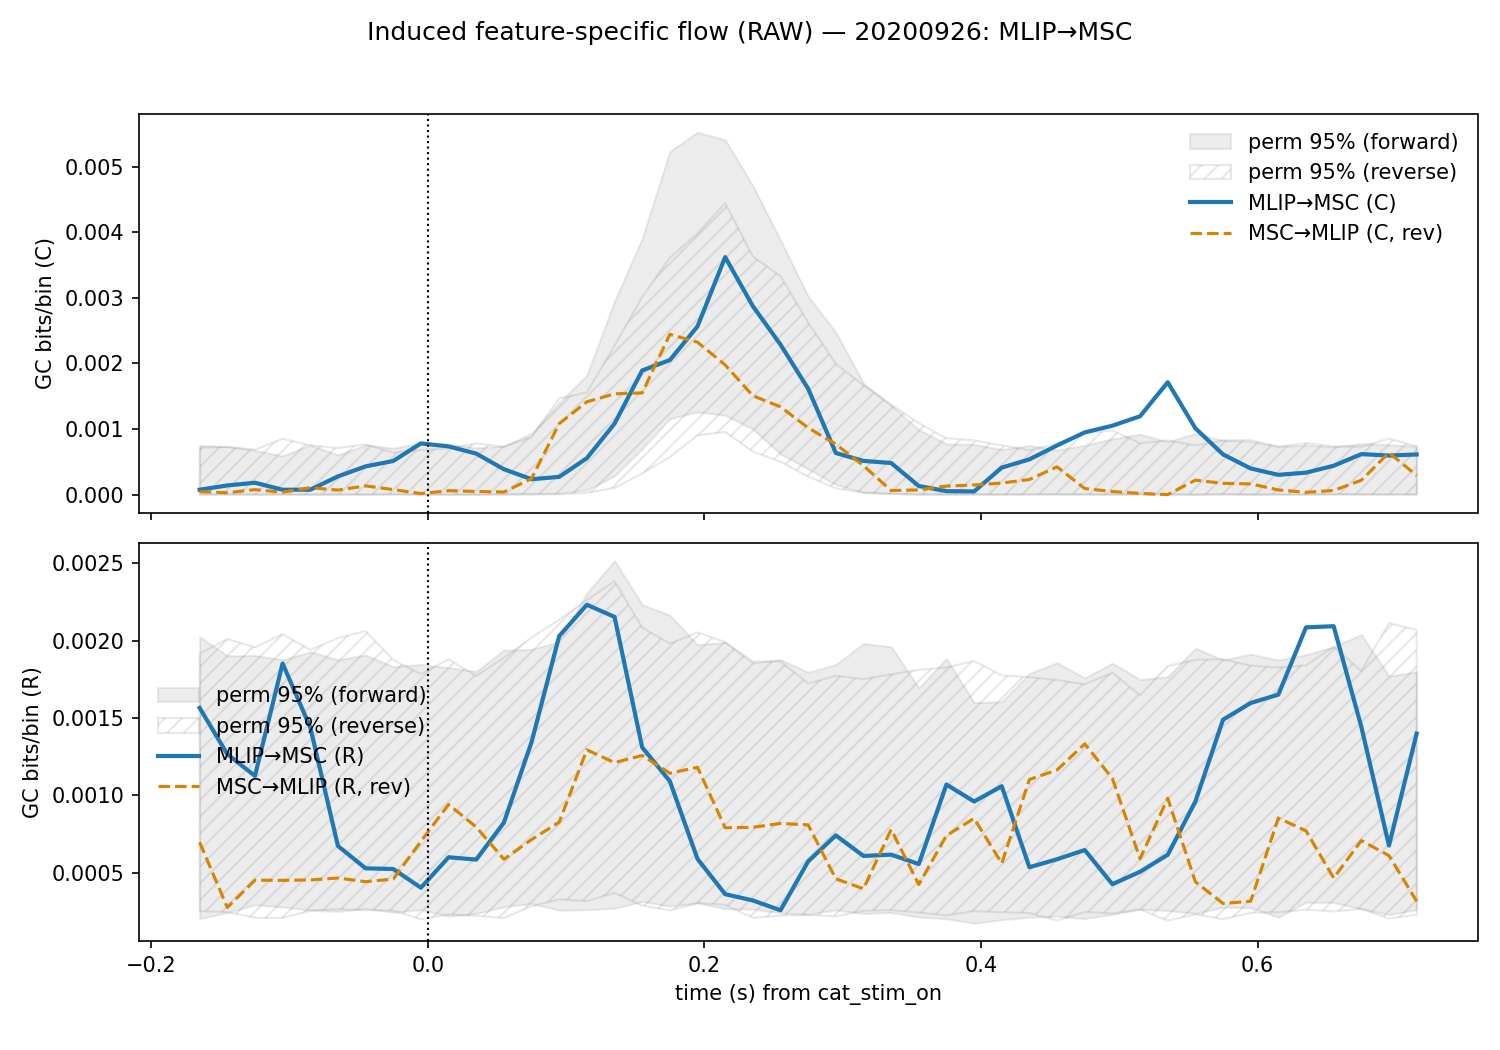 Induced feature-specific flow (RAW) — 20200926: MLIP→MSC
GC bits/bin (C)
0.005
0.004
0.003
0.002
0.001
0.000
perm 95% (forward)
perm 95% (reverse)
MLIP→MSC (C)
MSC→MLIP (C, rev)
GC bits/bin (R)
0.0025
0.0020
0.0015
0.0010
0.0005
perm 95% (forward)
perm 95% (reverse)
MLIP→MSC (R)
MSC→MLIP (R, rev)
−0.2
0.0
0.2
0.4
0.6
time (s) from cat_stim_on